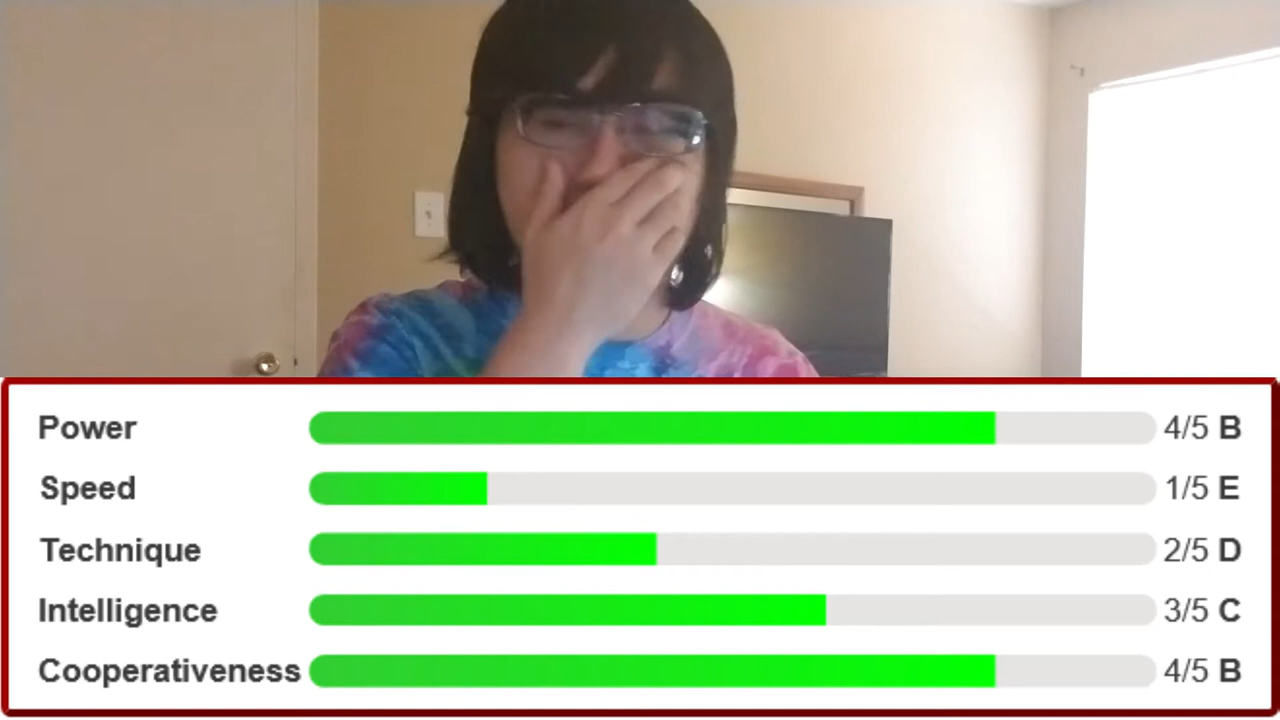 Power 4/5 B
Speed 1/5 E
Technique 2/5 D
Intelligence 3/5 C
Cooperativeness 4/5 B